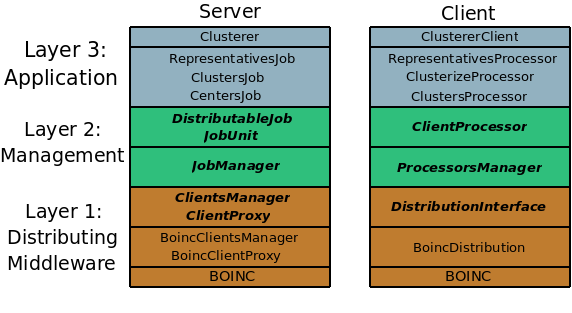 Server
Client
Layer 3:
Application
Clusterer
RepresentativesJob
ClustersJob
CentersJob
ClustererClient
RepresentativesProcessor
ClusterizeProcessor
ClustersProcessor
Layer 2:
Management
DistributableJob
JobUnit
JobManager
ClientProcessor
ProcessorsManager
Layer 1:
Distributing
Middleware
ClientsManager
ClientProxy
BoincClientsManager
BoincClientProxy
BOINC
DistributionInterface
BoincDistribution
BOINC